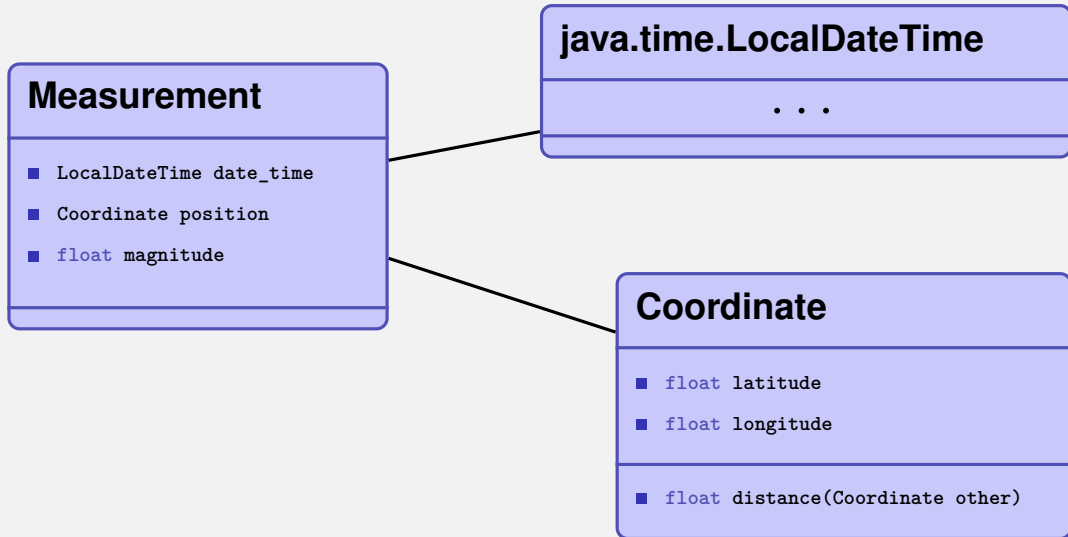 java.time.LocalDateTime
. . .
Measurement
LocalDateTime date_time
Coordinate position
float magnitude
Coordinate
float latitude
float longitude
float distance(Coordinate other)